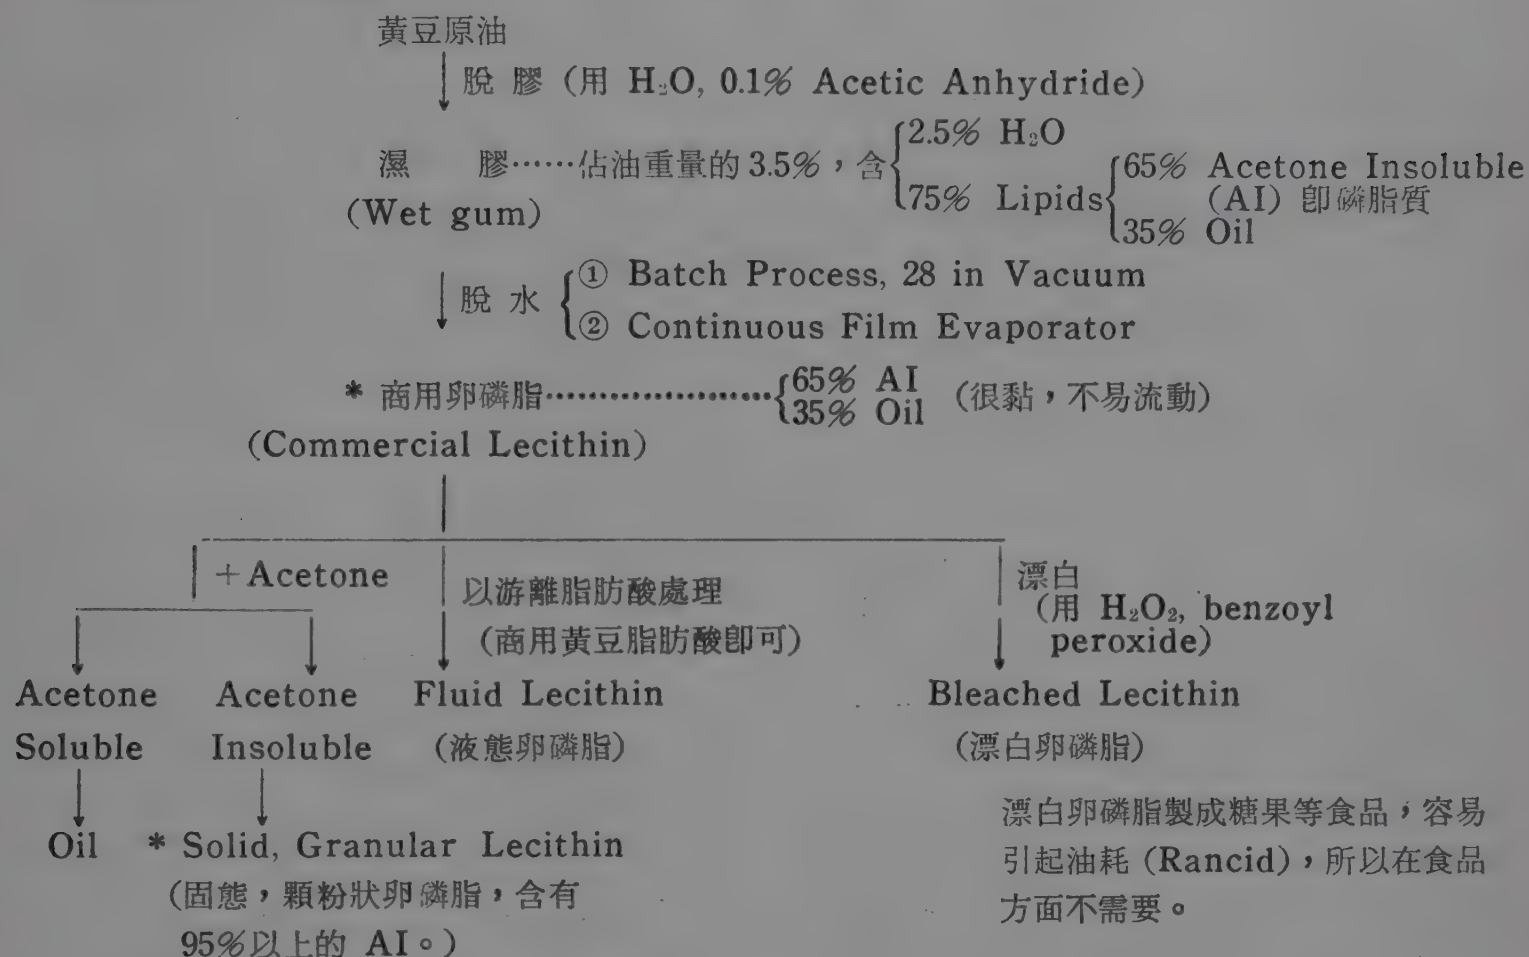 黃豆原油
脫 膠 (用 H₂O, 0.1% Acetic Anhydride)
濕 膠……佔油重量的 3.5%，含
2.5% H₂O
75% Lipids
65% Acetone Insoluble
(AI) 卽磷脂質
35% Oil
(Wet gum)
脫 水
① Batch Process, 28 in Vacuum
② Continuous Film Evaporator
* 商用卵磷脂…………………
65% AI
35% Oil
(很黏，不易流動)
(Commercial Lecithin)
+Acetone
以游離脂肪酸處理
(商用黃豆脂肪酸卽可)
漂白
(用 H₂O₂, benzoyl
peroxide)
Acetone
Soluble
Acetone
Insoluble
Fluid Lecithin
(液態卵磷脂)
Bleached Lecithin
(漂白卵磷脂)
Oil
* Solid, Granular Lecithin
(固態，顆粉狀卵磷脂，含有
95%以上的 AI。)
漂白卵磷脂製成糖果等食品，容易
引起油耗 (Rancid)，所以在食品
方面不需要。